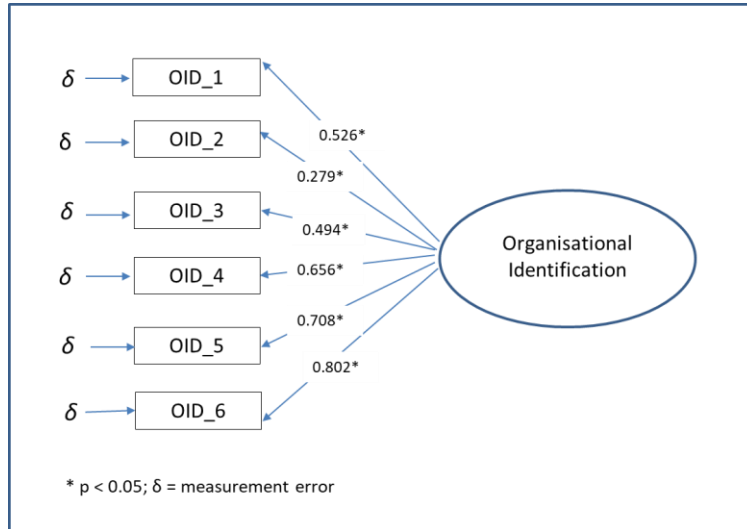 δ OID_1
0.526*
δ OID_2
0.279*
δ OID_3
0.494*
Organisational
Identification
δ OID_4
0.656*
0.708*
δ OID_5
0.802*
δ OID_6
* p < 0.05; δ = measurement error